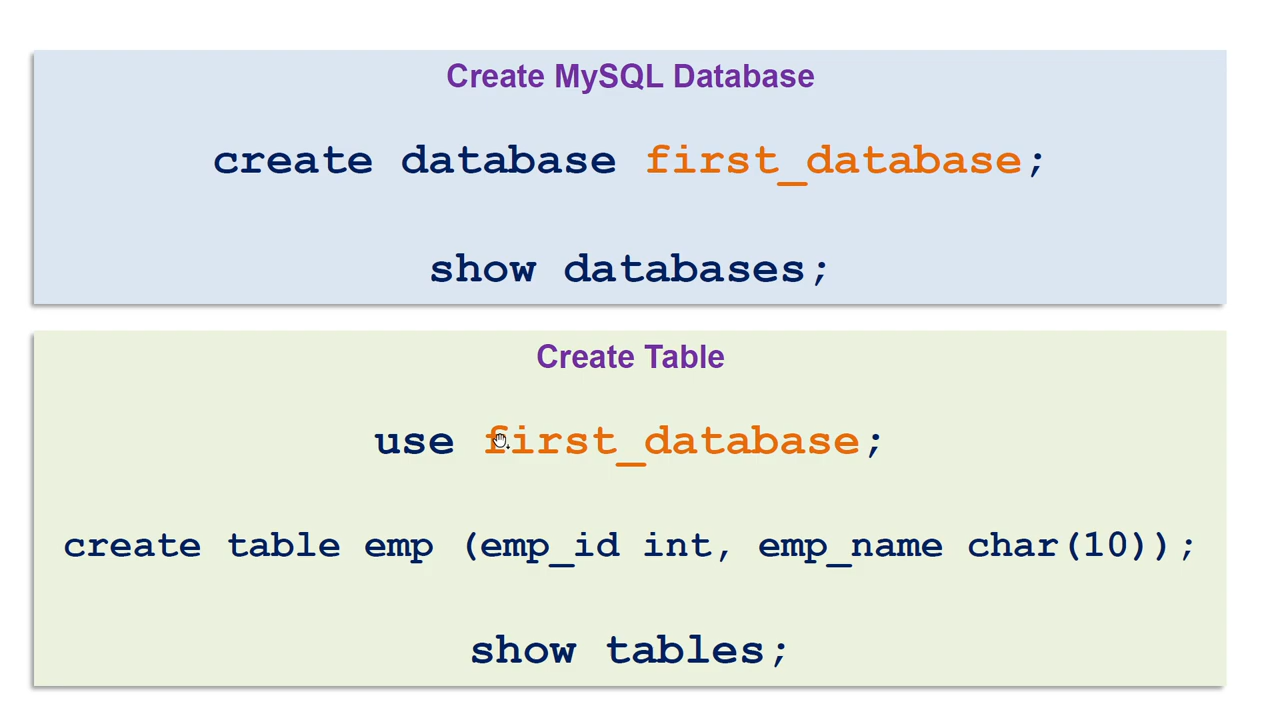 Create MySQL Database
create database first_database;
show databases;
Create Table
use first_database;
create table emp (emp_id int, emp_name char(10));
show tables;